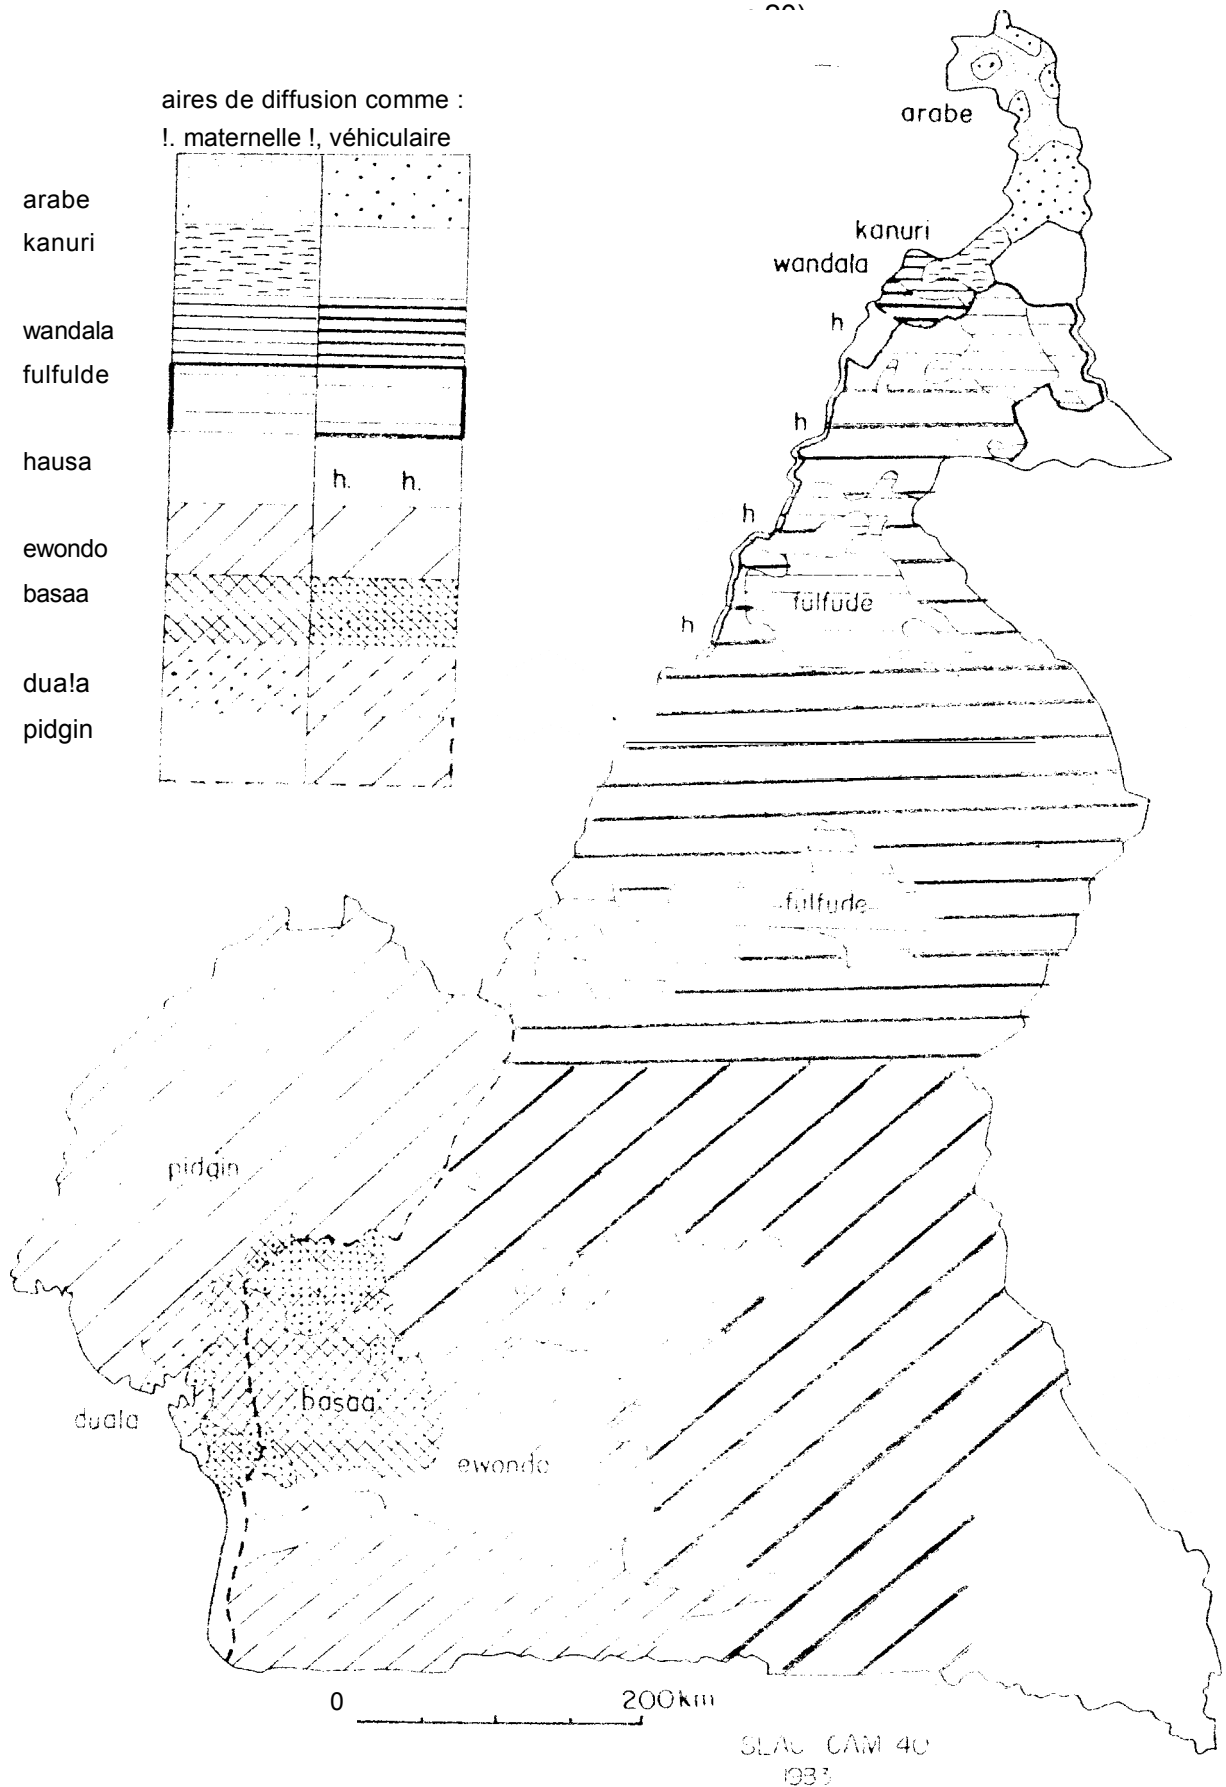 aires de diffusion comme :
!. maternelle !, véhiculaire
arabe
kanuri
wandala
fulfulde
hausa
h. h.
ewondo
basaa
dua!a
pidgin
arabe
kanuri
wandala
h
h
h
fulfude
h
fulfude
pidgin
basaa
duala
ewondo
0 200km
CAM 40
1983